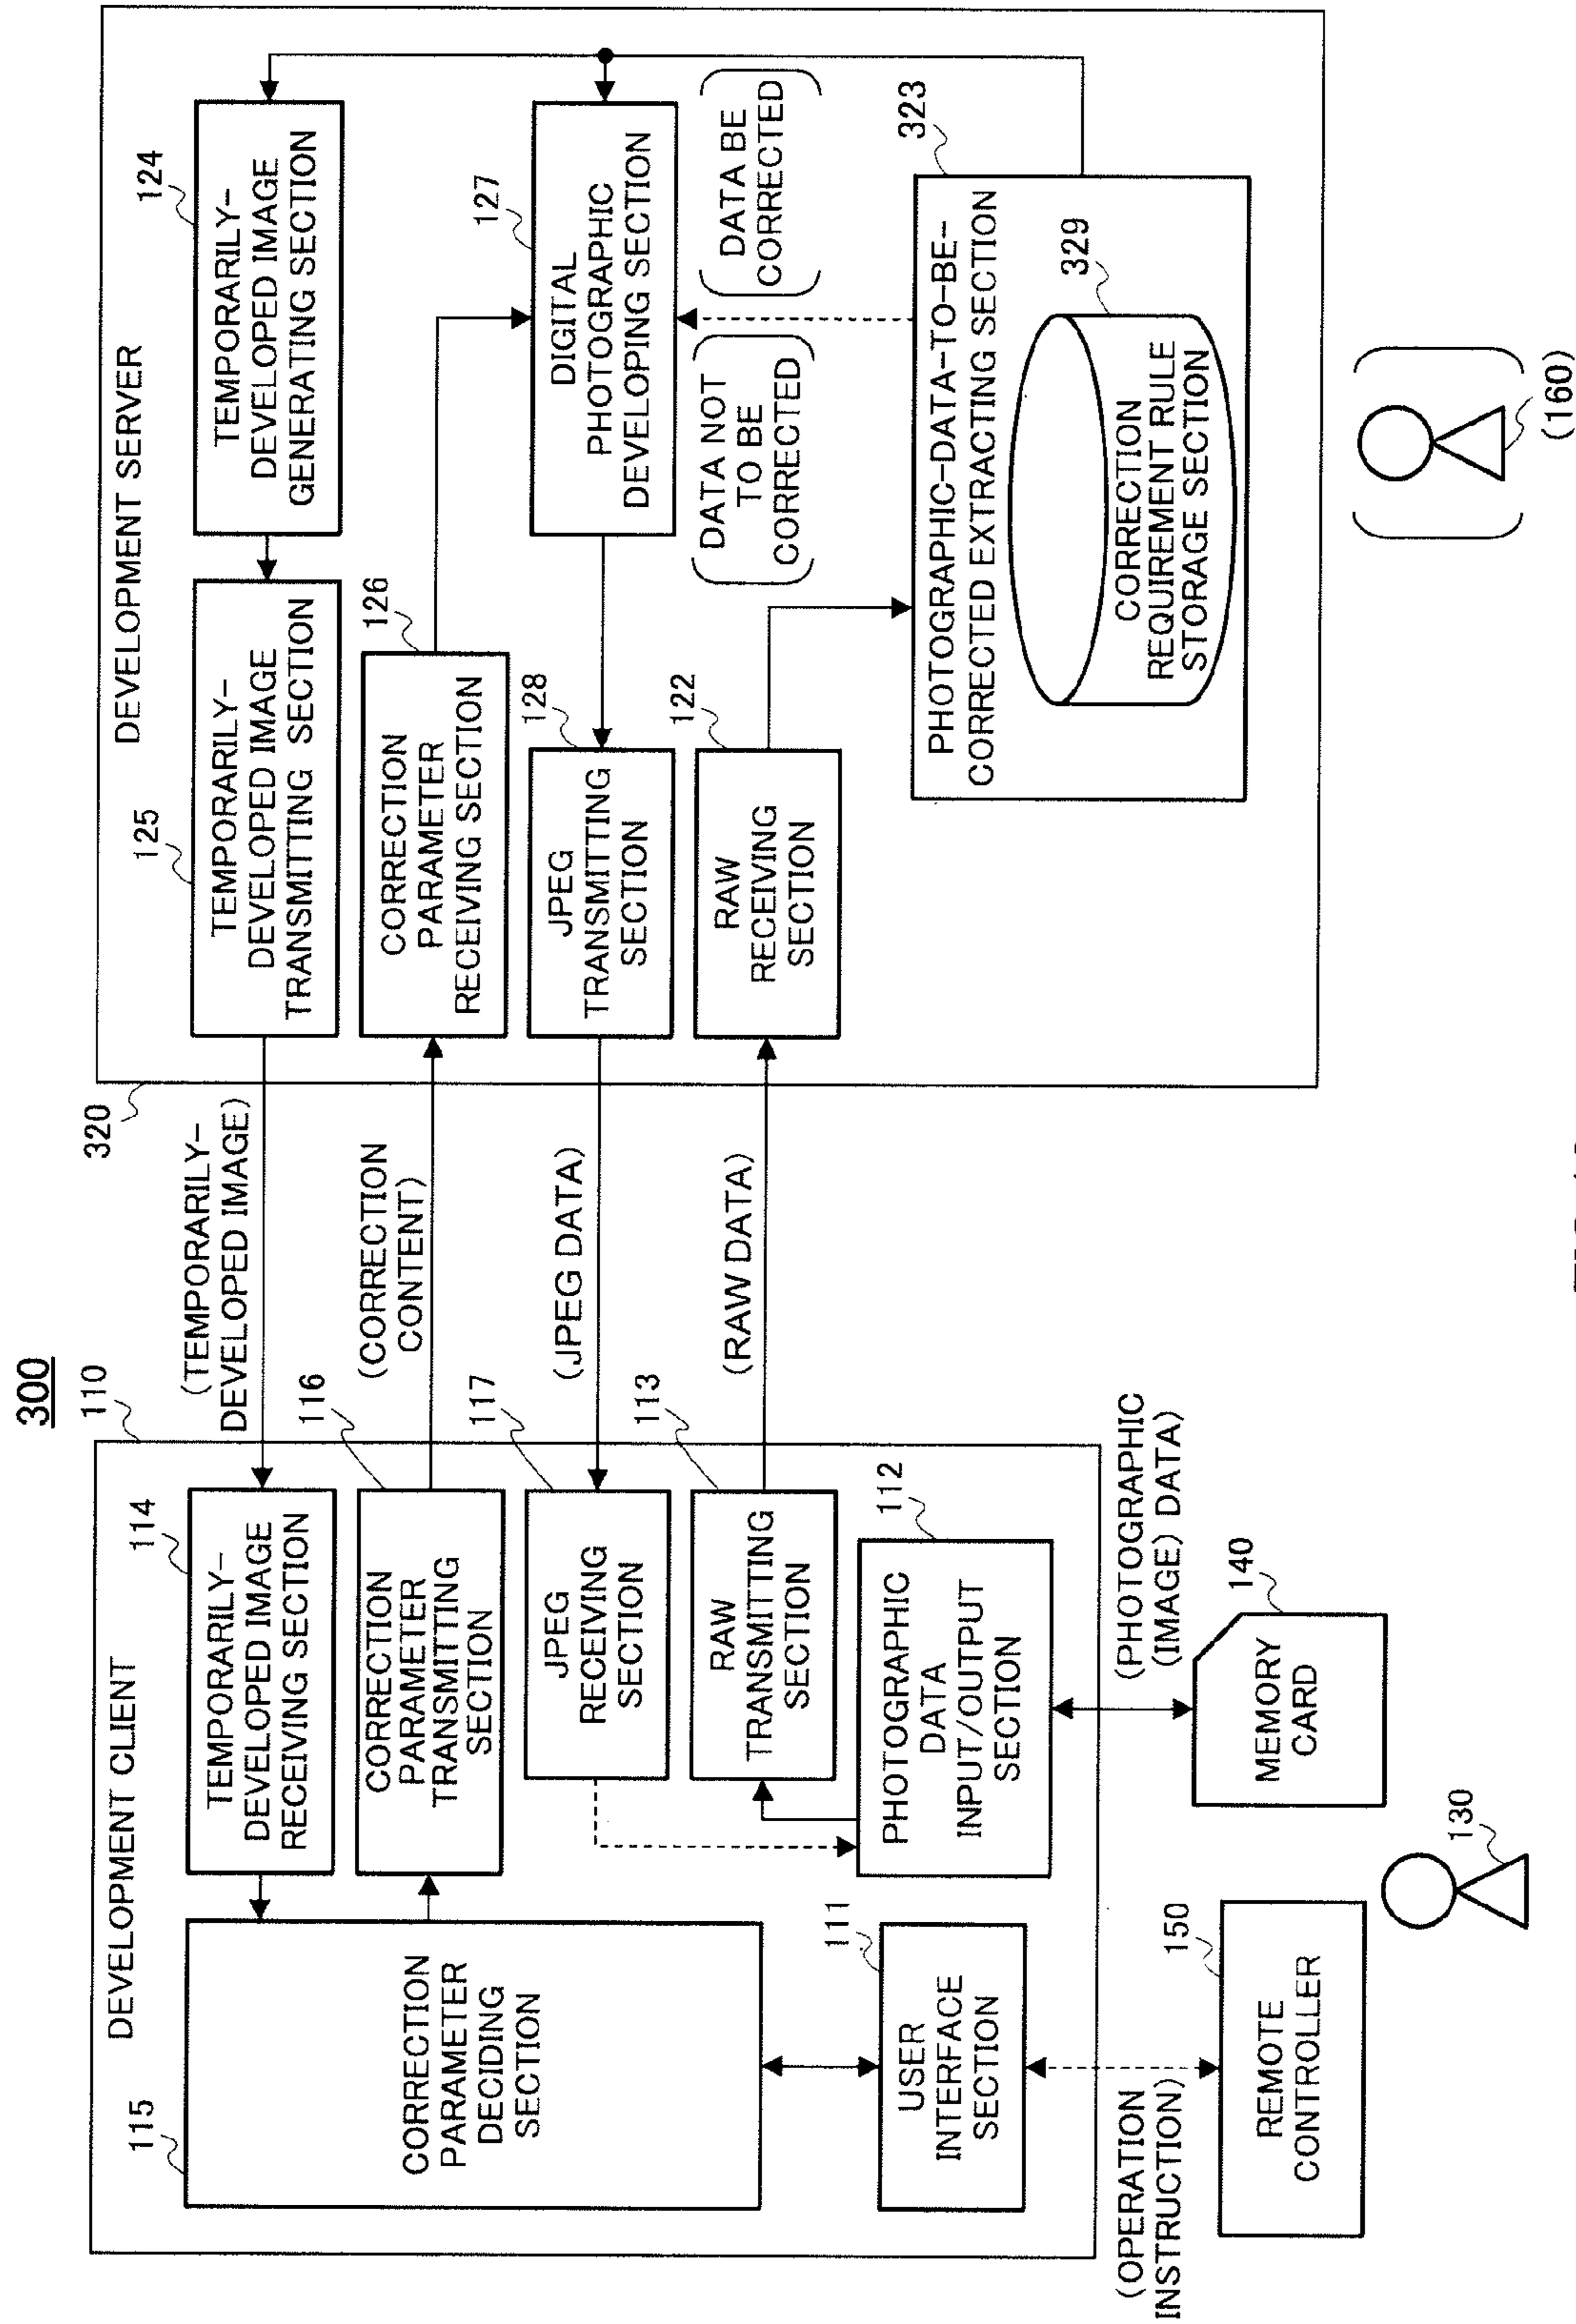 300
DEVELOPMENT CLIENT
110
115
CORRECTION
PARAMETER
DECIDING
SECTION
114
TEMPORARILY-
DEVELOPED IMAGE
RECEIVING SECTION
116
CORRECTION
PARAMETER
TRANSMITTING
SECTION
117
JPEG
RECEIVING
SECTION
113
RAW
TRANSMITTING
SECTION
111
USER
INTERFACE
SECTION
112
PHOTOGRAPHIC
DATA
INPUT/OUTPUT
SECTION
(OPERATION
INSTRUCTION)
150
REMOTE
CONTROLLER
130
(PHOTOGRAPHIC
(IMAGE) DATA)
140
MEMORY
CARD
(TEMPORARILY-
DEVELOPED IMAGE)
(CORRECTION
CONTENT)
(JPEG DATA)
(RAW DATA)
320
DEVELOPMENT SERVER
125
TEMPORARILY-
DEVELOPED IMAGE
TRANSMITTING SECTION
124
TEMPORARILY-
DEVELOPED IMAGE
GENERATING SECTION
126
CORRECTION
PARAMETER
RECEIVING SECTION
127
DIGITAL
PHOTOGRAPHIC
DEVELOPING SECTION
128
JPEG
TRANSMITTING
SECTION
122
RAW
RECEIVING
SECTION
DATA NOT
TO BE
CORRECTED
DATA BE
CORRECTED
323
PHOTOGRAPHIC-DATA-TO-BE-
CORRECTED EXTRACTING SECTION
329
CORRECTION
REQUIREMENT RULE
STORAGE SECTION
(160)